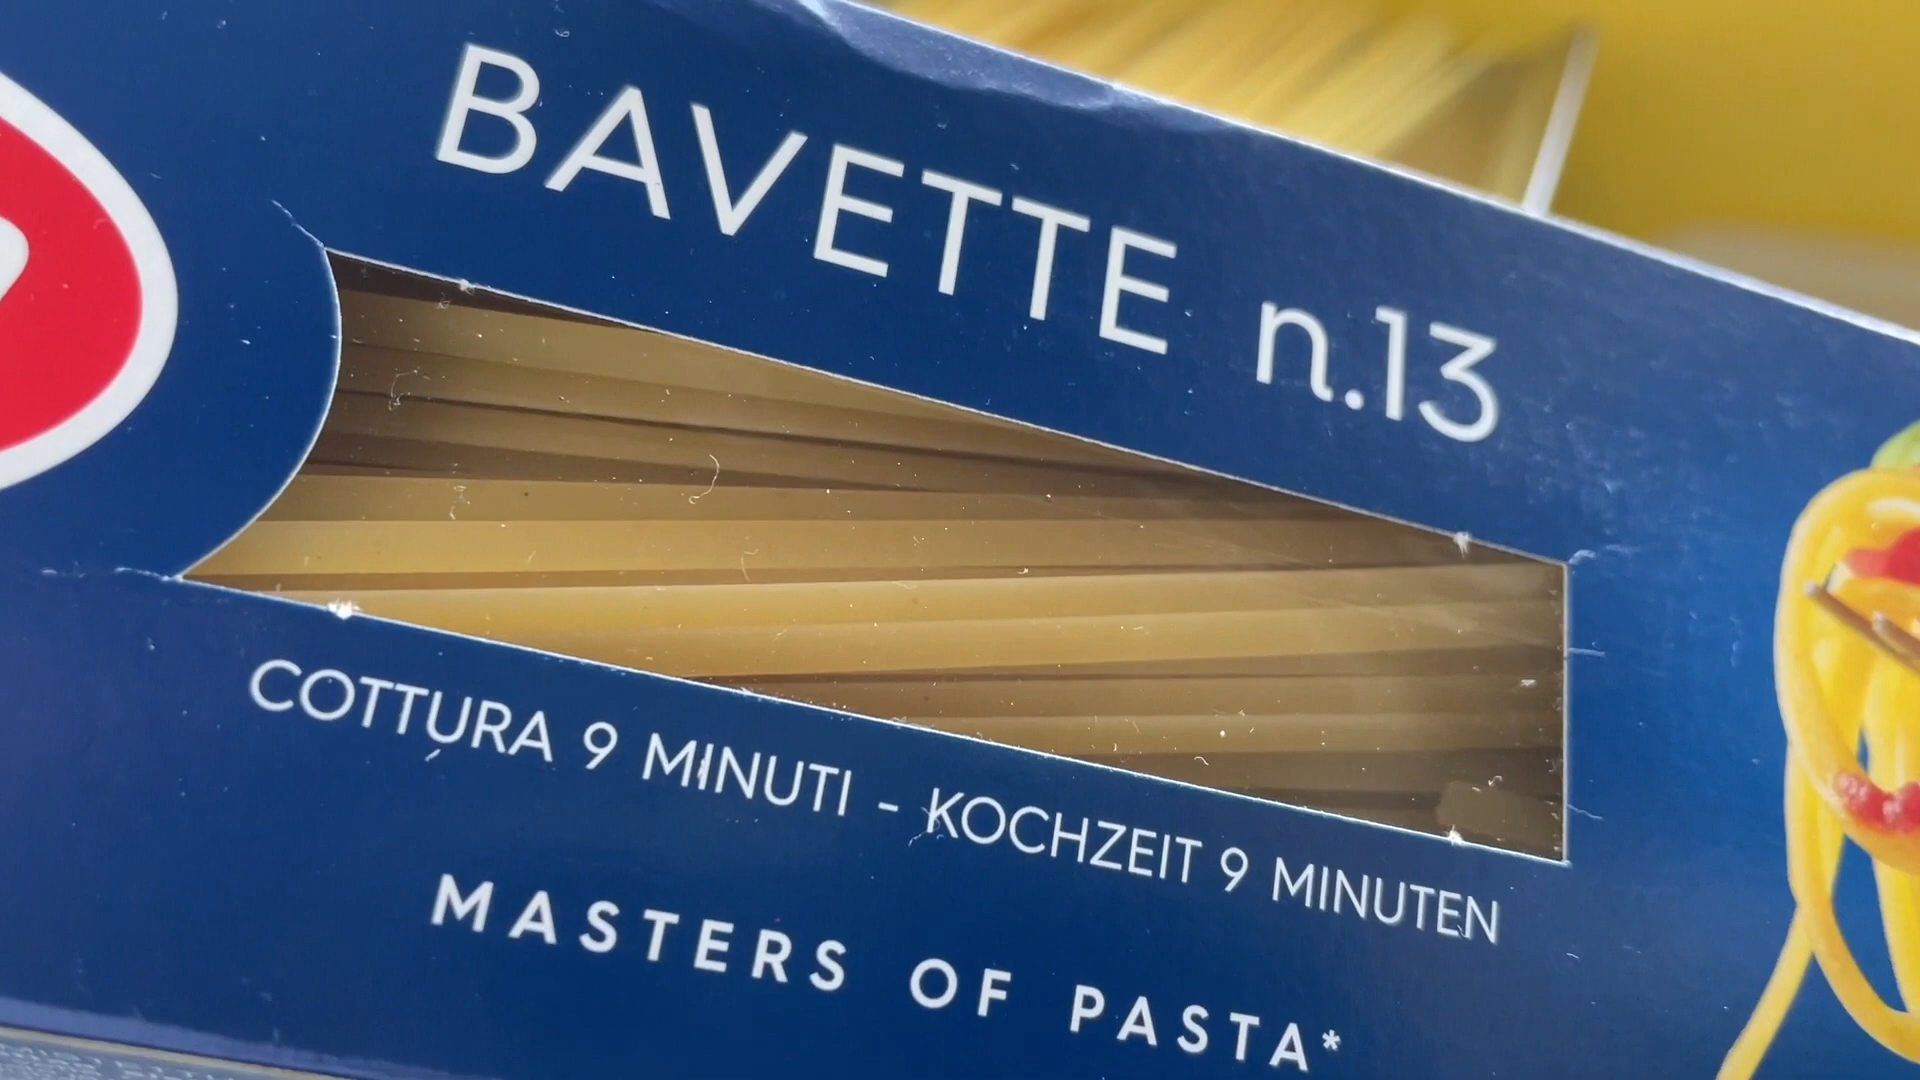 BAVETTE n.13
COTTURA 9 MINUTI - KOCHZEIT 9 MINUTEN
MASTERS OF PASTA*